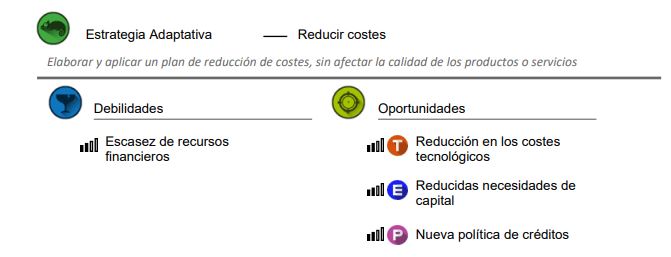 Estrategia Adaptativa — Reducir costes
Elaborar y aplicar un plan de reducción de costes, sin afectar la calidad de los productos o servicios
Debilidades
Escasez de recursos
financieros
Oportunidades
T Reducción en los costes
tecnológicos
E Reducidas necesidades de
capital
P Nueva política de créditos